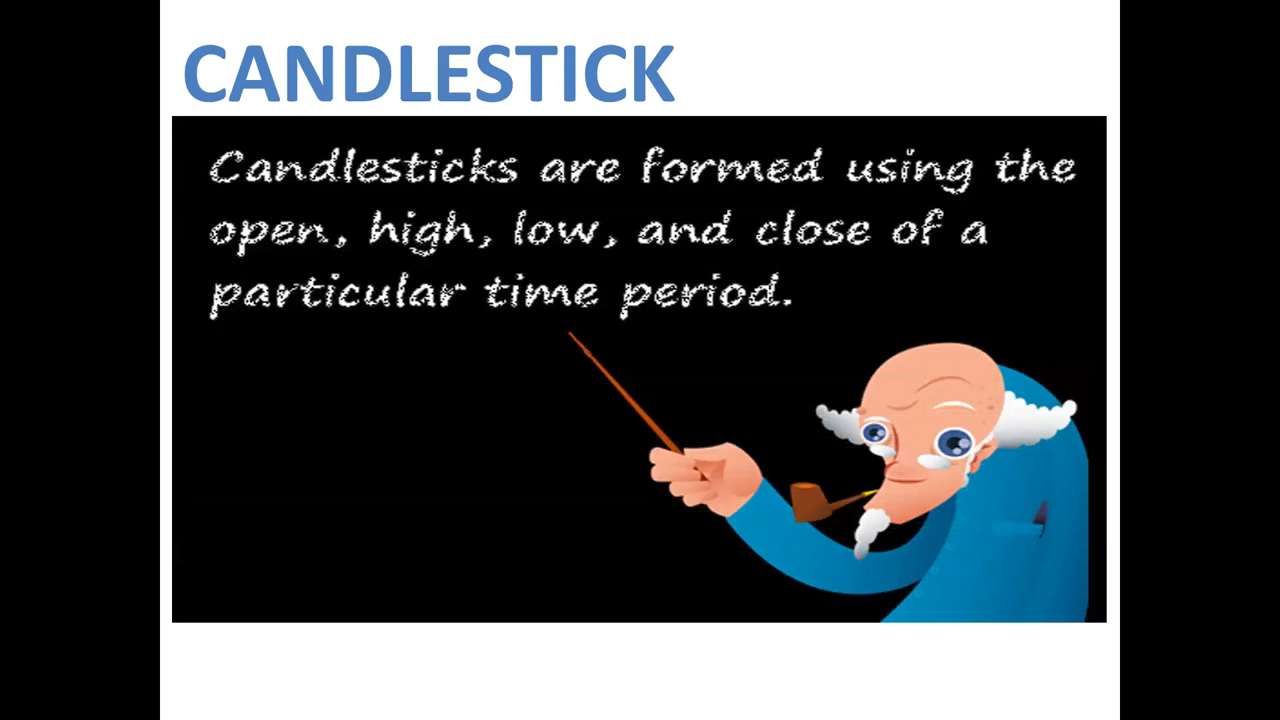 CANDLESTICK
Candlesticks are formed using the
open, high, low, and close of a
particular time period.